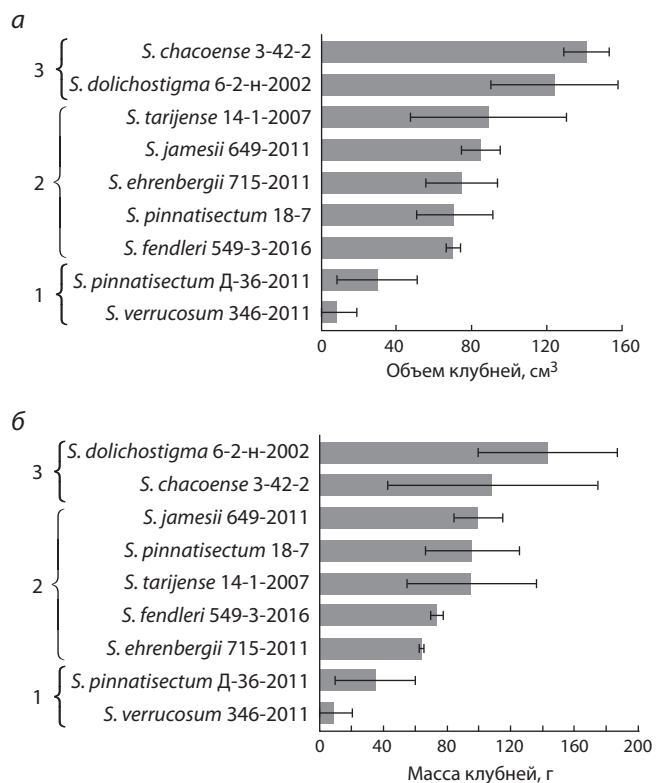 а
3
S. chacoense 3-42-2
S. dolichostigma 6-2-н-2002
2
S. tarijense 14-1-2007
S. jamesii 649-2011
S. ehrenbergii 715-2011
S. pinnatisectum 18-7
S. fendleri 549-3-2016
1
S. pinnatisectum Д-36-2011
S. verrucosum 346-2011
0 40 80 120 160
Объем клубней, см³
б
3
S. dolichostigma 6-2-н-2002
S. chacoense 3-42-2
2
S. jamesii 649-2011
S. pinnatisectum 18-7
S. tarijense 14-1-2007
S. fendleri 549-3-2016
S. ehrenbergii 715-2011
1
S. pinnatisectum Д-36-2011
S. verrucosum 346-2011
0 40 80 120 160 200
Масса клубней, г